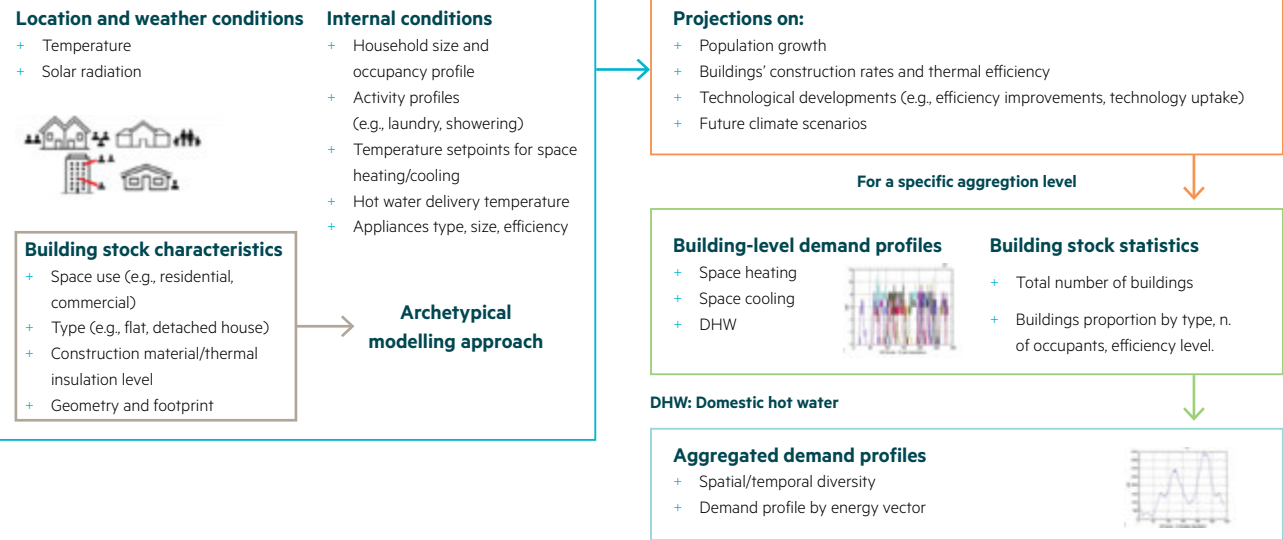 Location and weather conditions
+ Temperature
+ Solar radiation
Internal conditions
+ Household size and
occupancy profile
+ Activity profiles
(e.g., laundry, showering)
+ Temperature setpoints for space
heating/cooling
+ Hot water delivery temperature
+ Appliances type, size, efficiency
Building stock characteristics
+ Space use (e.g., residential,
commercial)
+ Type (e.g., flat, detached house)
+ Construction material/thermal
insulation level
+ Geometry and footprint
Archetypical
modelling approach
Projections on:
+ Population growth
+ Buildings' construction rates and thermal efficiency
+ Technological developments (e.g., efficiency improvements, technology uptake)
+ Future climate scenarios
For a specific aggregtion level
Building-level demand profiles
+ Space heating
+ Space cooling
+ DHW
Building stock statistics
+ Total number of buildings
+ Buildings proportion by type, n.
of occupants, efficiency level.
DHW: Domestic hot water
Aggregated demand profiles
+ Spatial/temporal diversity
+ Demand profile by energy vector